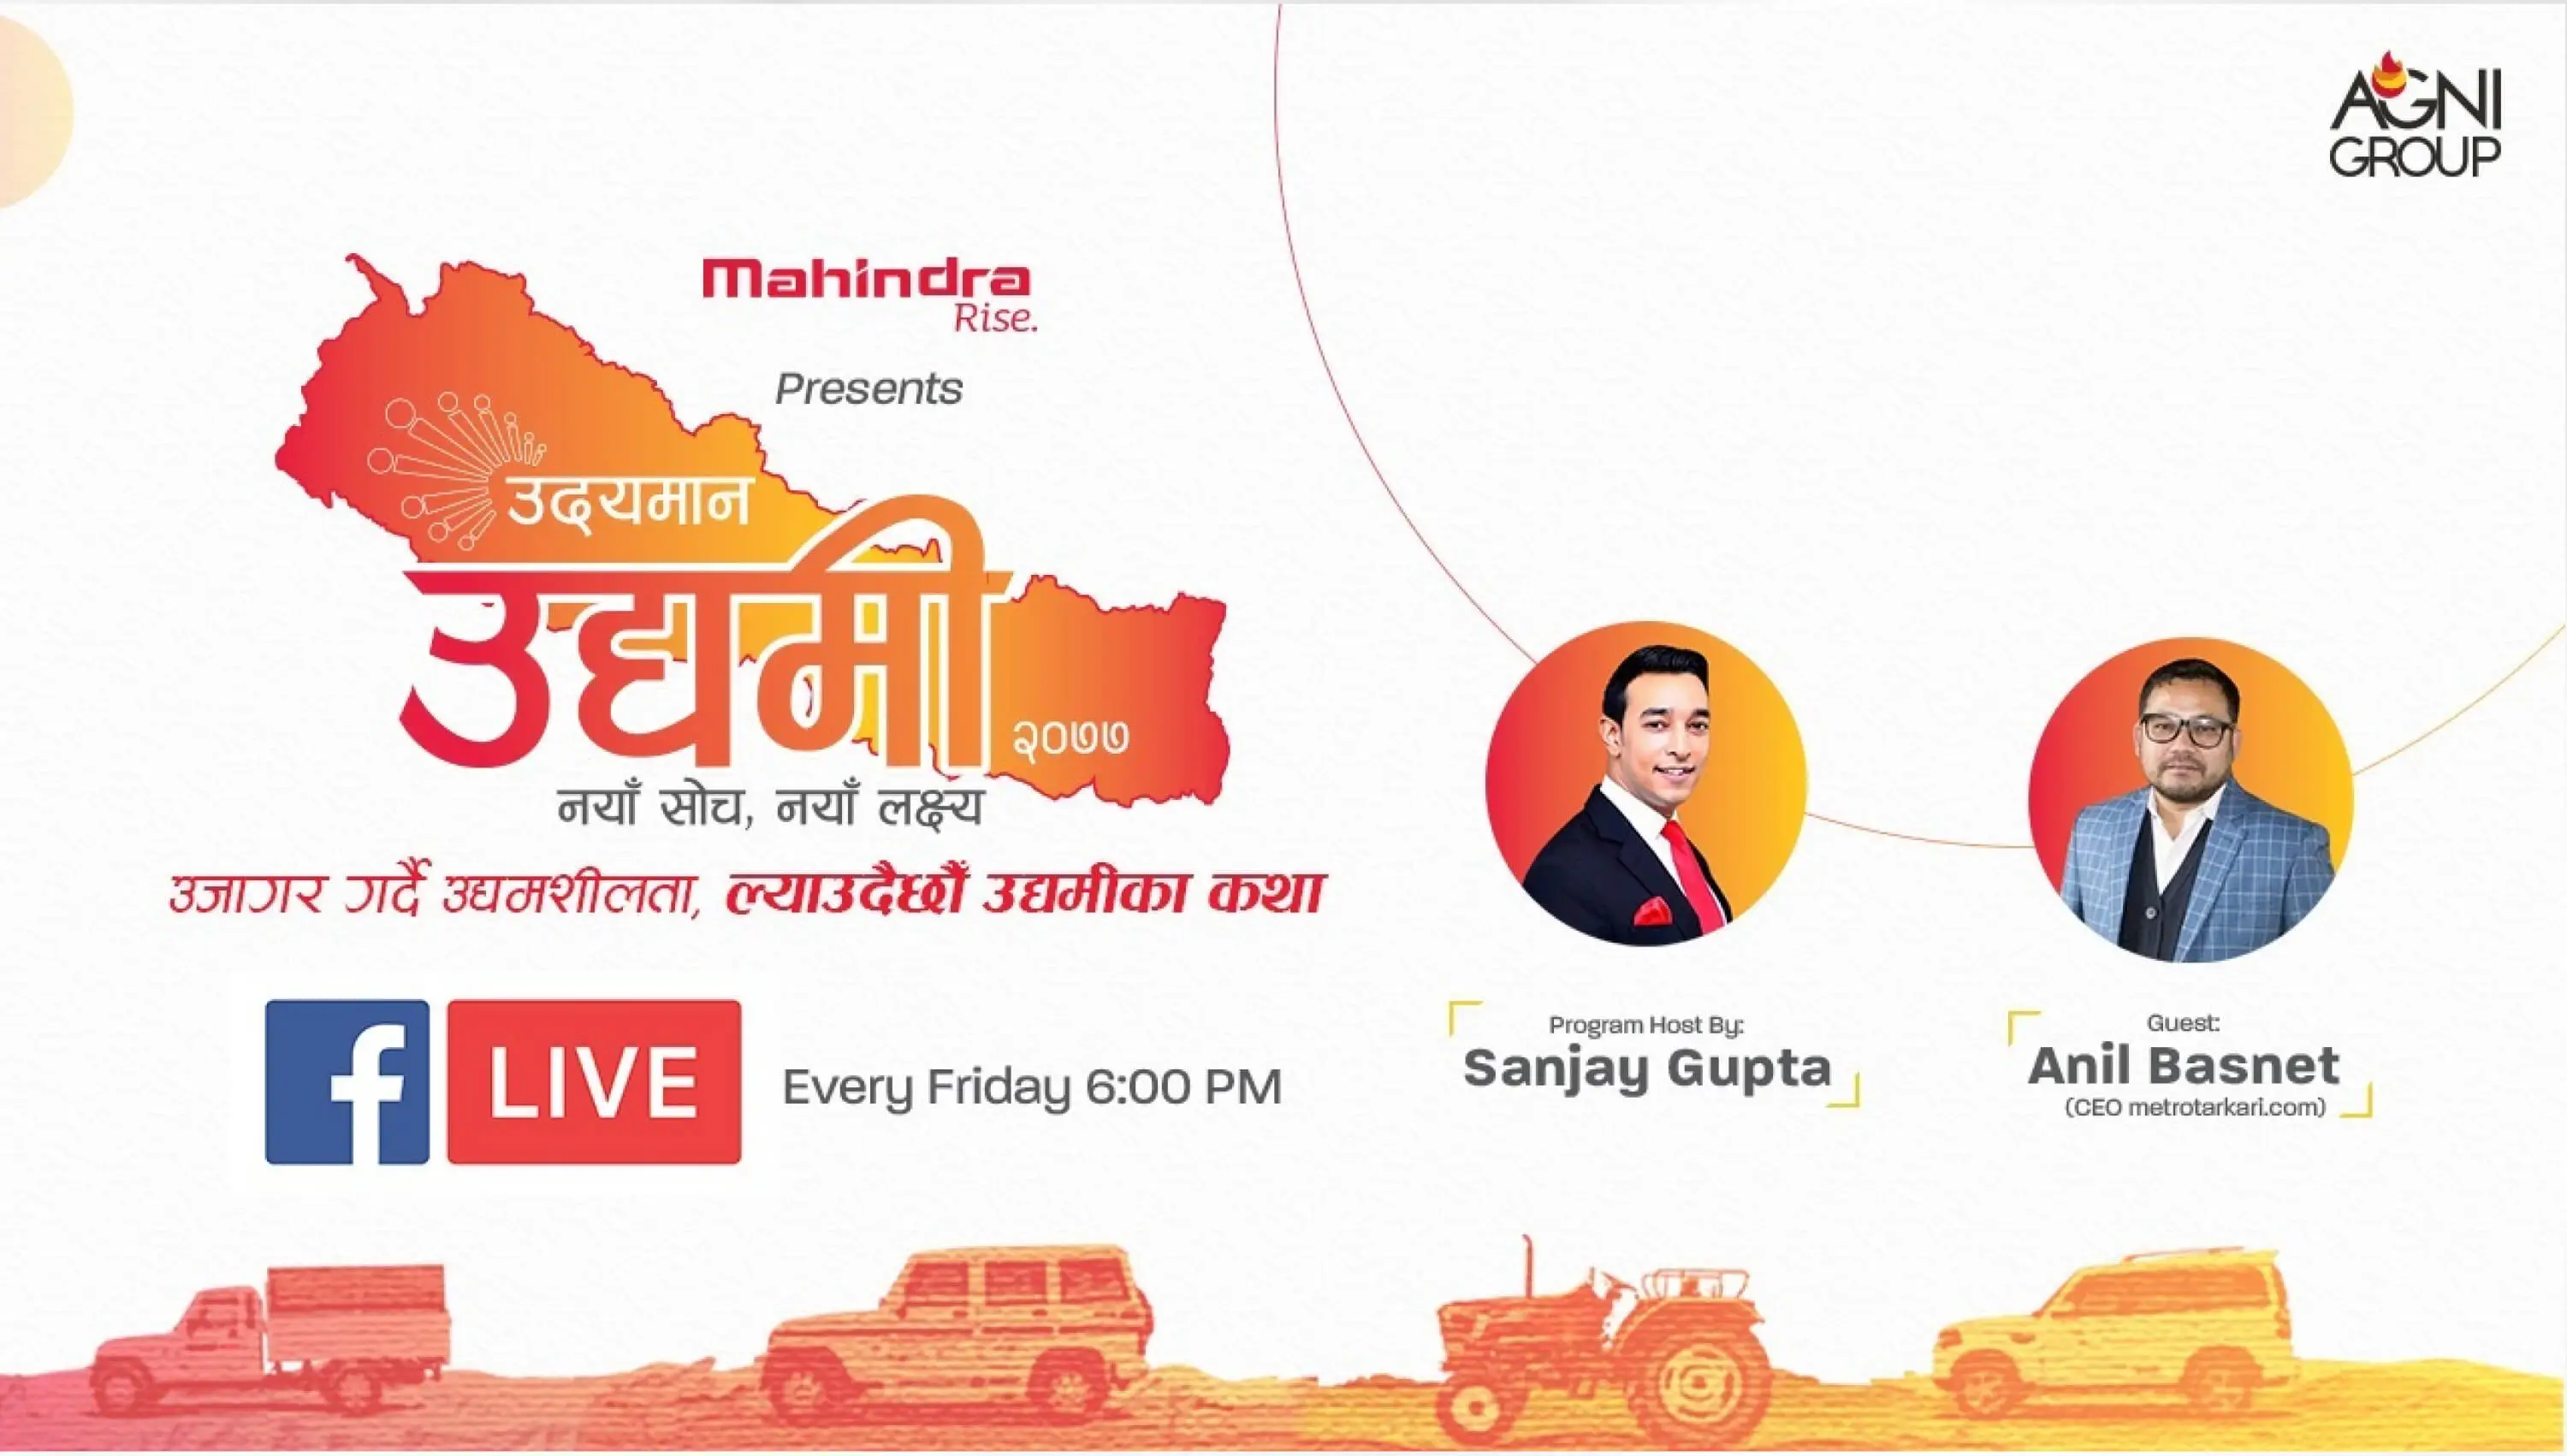 AGNI
GROUP
Mahindra
Rise.
Presents
उदयमान
उद्यमी
२०७७
नयाँ सोच, नयाँ लक्ष्य
उजागर गर्दै उद्यमशीलता, ल्याउदैछौँ उद्यमीका कथा
f LIVE
Every Friday 6:00 PM
Program Host By:
Sanjay Gupta
Guest:
Anil Basnet
(CEO metrotarkari.com)